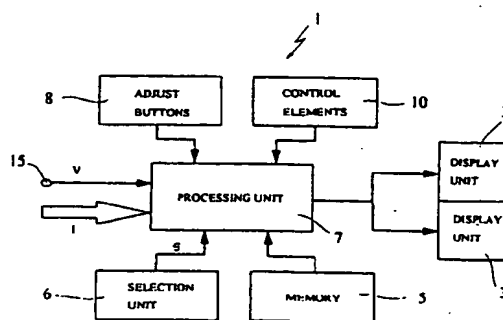 1
8
ADJUST
BUTTONS
CONTROL
ELEMENTS
10
15
V
PROCESSING UNIT
7
I
DISPLAY
UNIT
DISPLAY
UNIT
3
S
6
SELECTION
UNIT
MEMORY
5